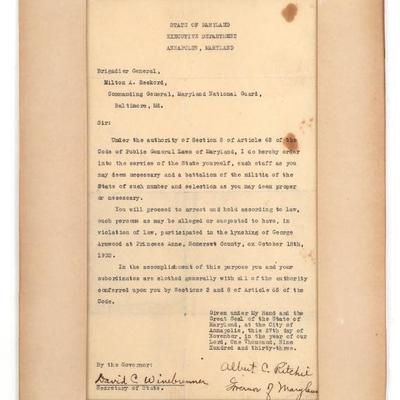 STATE OF MARYLAND
EXECUTIVE DEPARTMENT
ANNAPOLIS, MARYLAND
Brigadier General,
Milton A. Reckord,
Commanding General, Maryland National Guard,
Baltimore, Md.
Sir:
Under the authority of Section 8 of Article 65 of the
Code of Public General Laws of Maryland, I do hereby order
into the service of the State yourself, such staff as you
may deem necessary and a battalion of the militia of the
State of such number and selection as you may deem proper
or necessary.
You will proceed to arrest and hold according to law,
such persons as may be alleged or suspected to have, in
violation of law, participated in the lynching of George
Armwood at Princess Anne, Somerset County, on October 18th,
1933.
In the accomplishment of this purpose you and your
subordinates are clothed generally with all of the authority
conferred upon you by Sections 2 and 8 of Article 65 of the
Code.
Given under My Hand and the
Great Seal of the State of
Maryland, at the City of
Annapolis, this 27th day of
November, in the year of our
Lord, One Thousand, Nine
Hundred and thirty-three.
By the Governor:
Albert C. Ritchie
David C. Winebrenner
Governor of Maryland
Secretary of State.